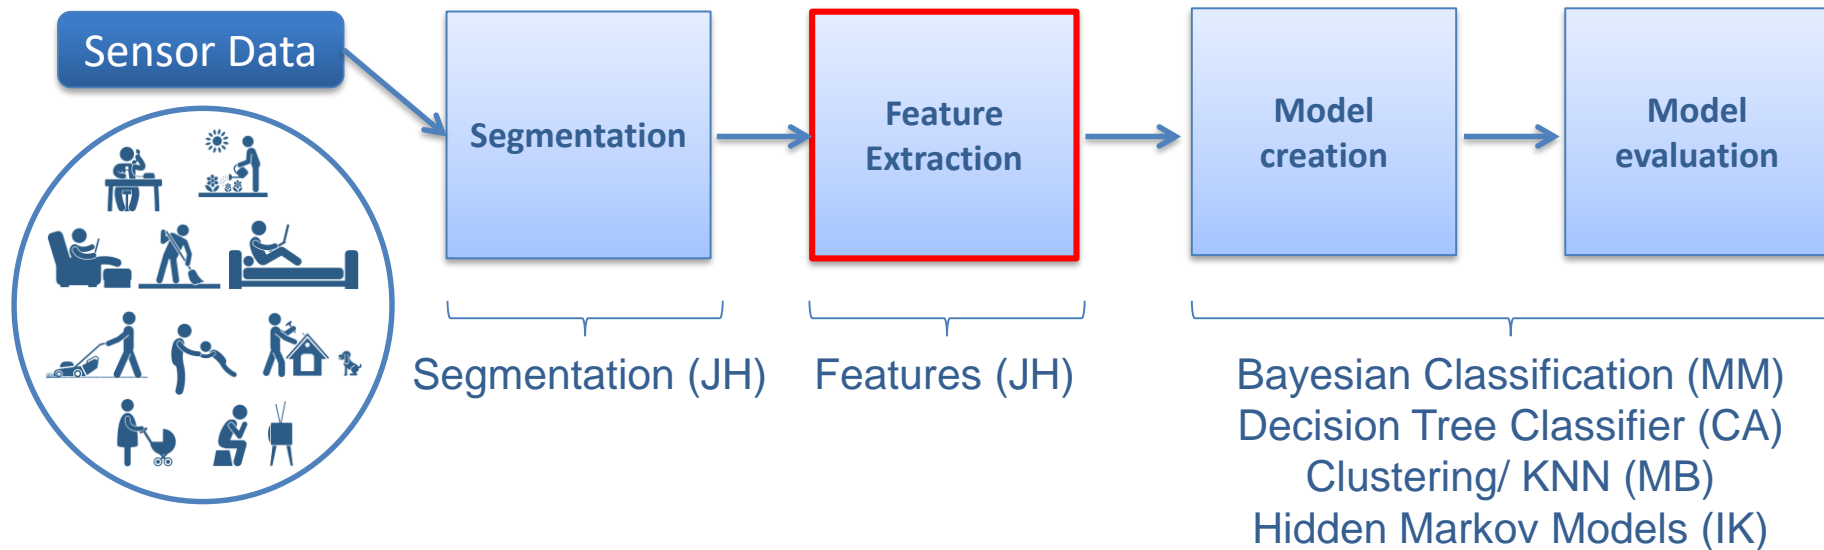 Sensor Data
Segmentation
Feature
Extraction
Model
creation
Model
evaluation
Segmentation (JH)
Features (JH)
Bayesian Classification (MM)
Decision Tree Classifier (CA)
Clustering/ KNN (MB)
Hidden Markov Models (IK)